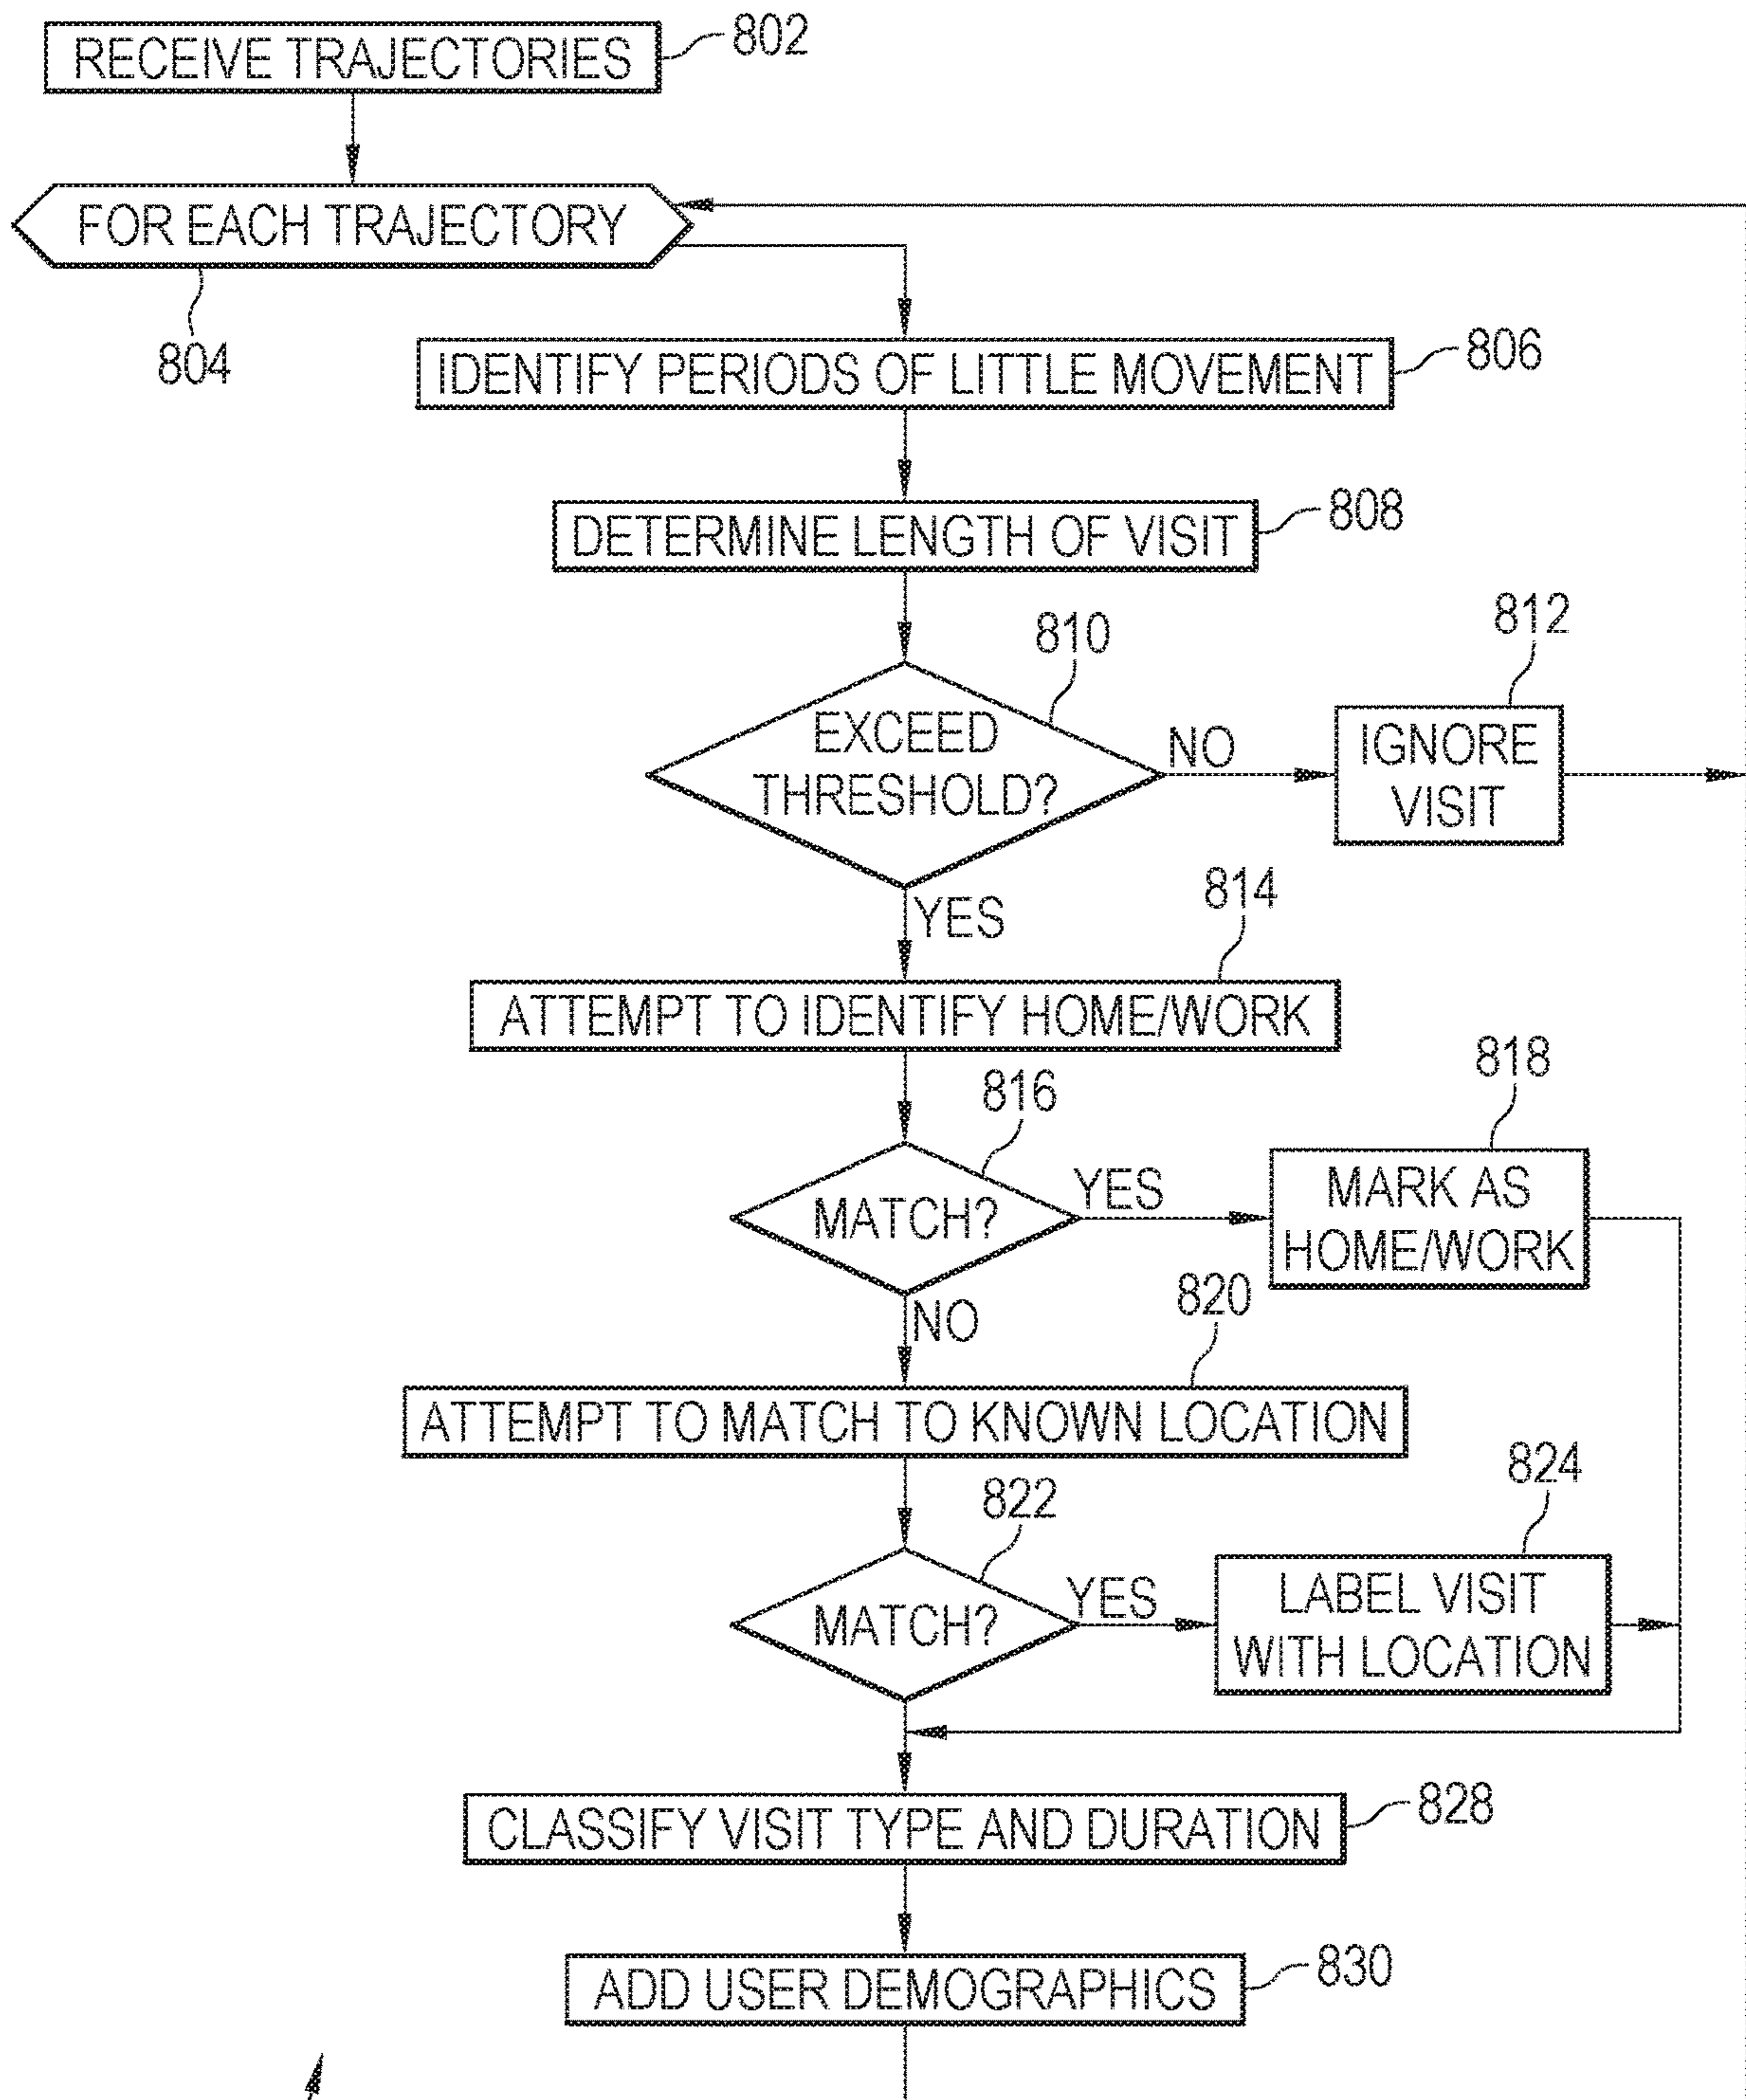 RECEIVE TRAJECTORIES
802
FOR EACH TRAJECTORY
804
IDENTIFY PERIODS OF LITTLE MOVEMENT
806
DETERMINE LENGTH OF VISIT
808
810
EXCEED
THRESHOLD?
NO
812
IGNORE
VISIT
YES
814
ATTEMPT TO IDENTIFY HOME/WORK
816
MATCH?
YES
818
MARK AS
HOME/WORK
NO
820
ATTEMPT TO MATCH TO KNOWN LOCATION
822
MATCH?
YES
824
LABEL VISIT
WITH LOCATION
CLASSIFY VISIT TYPE AND DURATION
828
ADD USER DEMOGRAPHICS
830